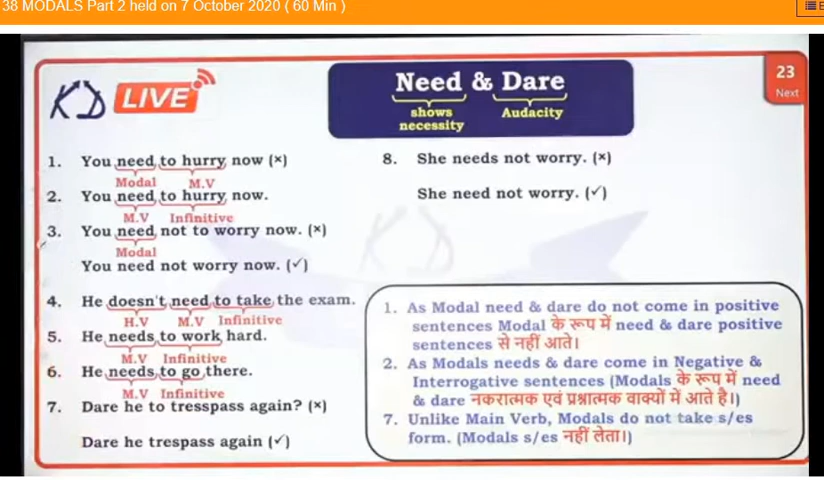 38 MODALS Part 2 held on 7 October 2020 ( 60 Min )
KD LIVE
Need & Dare
shows necessity
Audacity
23
Next
1. You need to hurry now (×)
Modal M.V
2. You need to hurry now.
M.V Infinitive
3. You need not to worry now. (×)
Modal
You need not worry now. (✓)
4. He doesn't need to take the exam.
H.V M.V Infinitive
5. He needs to work hard.
M.V Infinitive
6. He needs to go there.
M.V Infinitive
7. Dare he to tresspass again? (×)
Dare he trespass again (✓)
8. She needs not worry. (×)
She need not worry. (✓)
1. As Modal need & dare do not come in positive
sentences Modal के रूप में need & dare positive
sentences से नहीं आते।
2. As Modals needs & dare come in Negative &
Interrogative sentences (Modals के रूप में need
& dare नकरात्मक एवं प्रश्नात्मक वाक्यों में आते है।)
7. Unlike Main Verb, Modals do not take s/es
form. (Modals s/es नहीं लेता।)